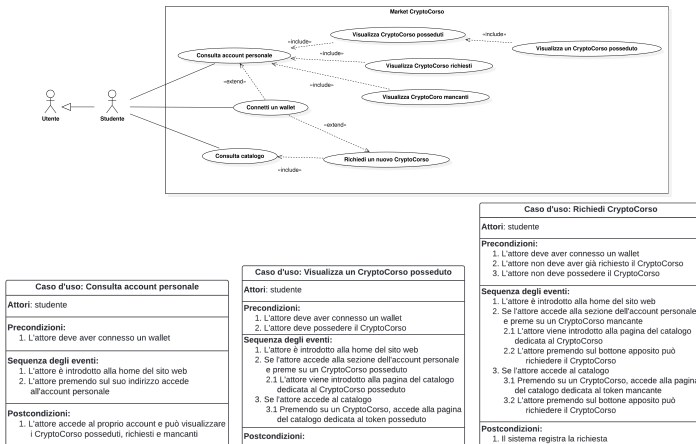 Market CryptoCorso
Visualizza CryptoCorso posseduti
«include»
«include»
Consulta account personale
«include»
Visualizza un CryptoCorso posseduto
Visualizza CryptoCorso richiesti
«extend»
«include»
Visualizza CryptoCoro mancanti
Connetti un wallet
Utente
Studente
«extend»
Consulta catalogo
Richiedi un nuovo CryptoCorso
«include»
Caso d'uso: Consulta account personale
Attori: studente
Precondizioni:
1. L'attore deve aver connesso un wallet
Sequenza degli eventi:
1. L'attore è introdotto alla home del sito web
2. L'attore premendo sul suo indirizzo accede
all'account personale
Postcondizioni:
1. L'attore accede al proprio account e può visualizzare
i CryptoCorso posseduti, richiesti e mancanti
Caso d'uso: Visualizza un CryptoCorso posseduto
Attori: studente
Precondizioni:
1. L'attore deve aver connesso un wallet
2. L'attore deve possedere il CryptoCorso
Sequenza degli eventi:
1. L'attore è introdotto alla home del sito web
2. Se l'attore accede alla sezione dell'account personale
e preme su un CryptoCorso posseduto
2.1 L'attore viene introdotto alla pagina del catalogo
dedicata al CryptoCorso posseduto
3. Se l'attore accede al catalogo
3.1 Premendo su un CryptoCorso, accede alla pagina
del catalogo dedicata al token posseduto
Postcondizioni:
Caso d'uso: Richiedi CryptoCorso
Attori: studente
Precondizioni:
1. L'attore deve aver connesso un wallet
2. L'attore non deve aver già richiesto il CryptoCorso
3. L'attore non deve possedere il CryptoCorso
Sequenza degli eventi:
1. L'attore è introdotto alla home del sito web
2. Se l'attore accede alla sezione dell'account personale
e preme su un CryptoCorso mancante
2.1 L'attore viene introdotto alla pagina del catalogo
dedicata al CryptoCorso
2.2 L'attore premendo sul bottone apposito può
richiedere il CryptoCorso
3. Se l'attore accede al catalogo
3.1 Premendo su un CryptoCorso, accede alla pagina
del catalogo dedicata al token mancante
3.2 L'attore premendo sul bottone apposito può
richiedere il CryptoCorso
Postcondizioni:
1. Il sistema registra la richiesta